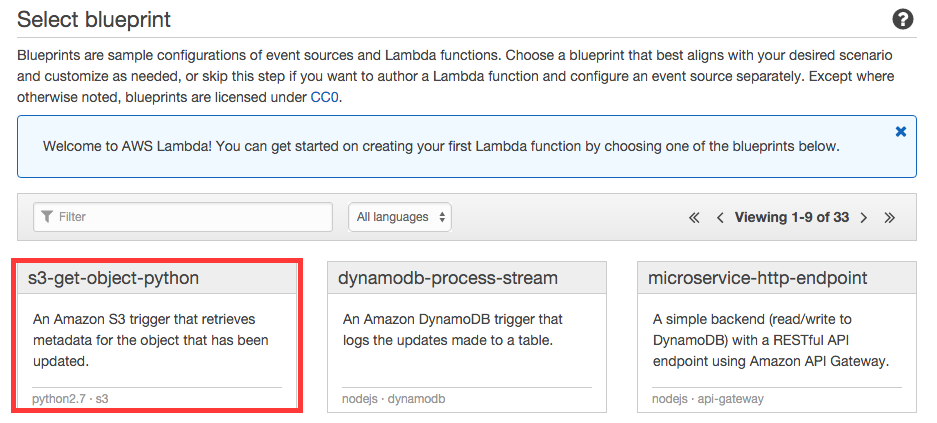 Select blueprint
?
Blueprints are sample configurations of event sources and Lambda functions. Choose a blueprint that best aligns with your desired scenario
and customize as needed, or skip this step if you want to author a Lambda function and configure an event source separately. Except where
otherwise noted, blueprints are licensed under CC0.
Welcome to AWS Lambda! You can get started on creating your first Lambda function by choosing one of the blueprints below.
Filter
All languages
« ‹ Viewing 1-9 of 33 › »
s3-get-object-python
An Amazon S3 trigger that retrieves
metadata for the object that has been
updated.
python2.7 · s3
dynamodb-process-stream
An Amazon DynamoDB trigger that
logs the updates made to a table.
nodejs · dynamodb
microservice-http-endpoint
A simple backend (read/write to
DynamoDB) with a RESTful API
endpoint using Amazon API Gateway.
nodejs · api-gateway